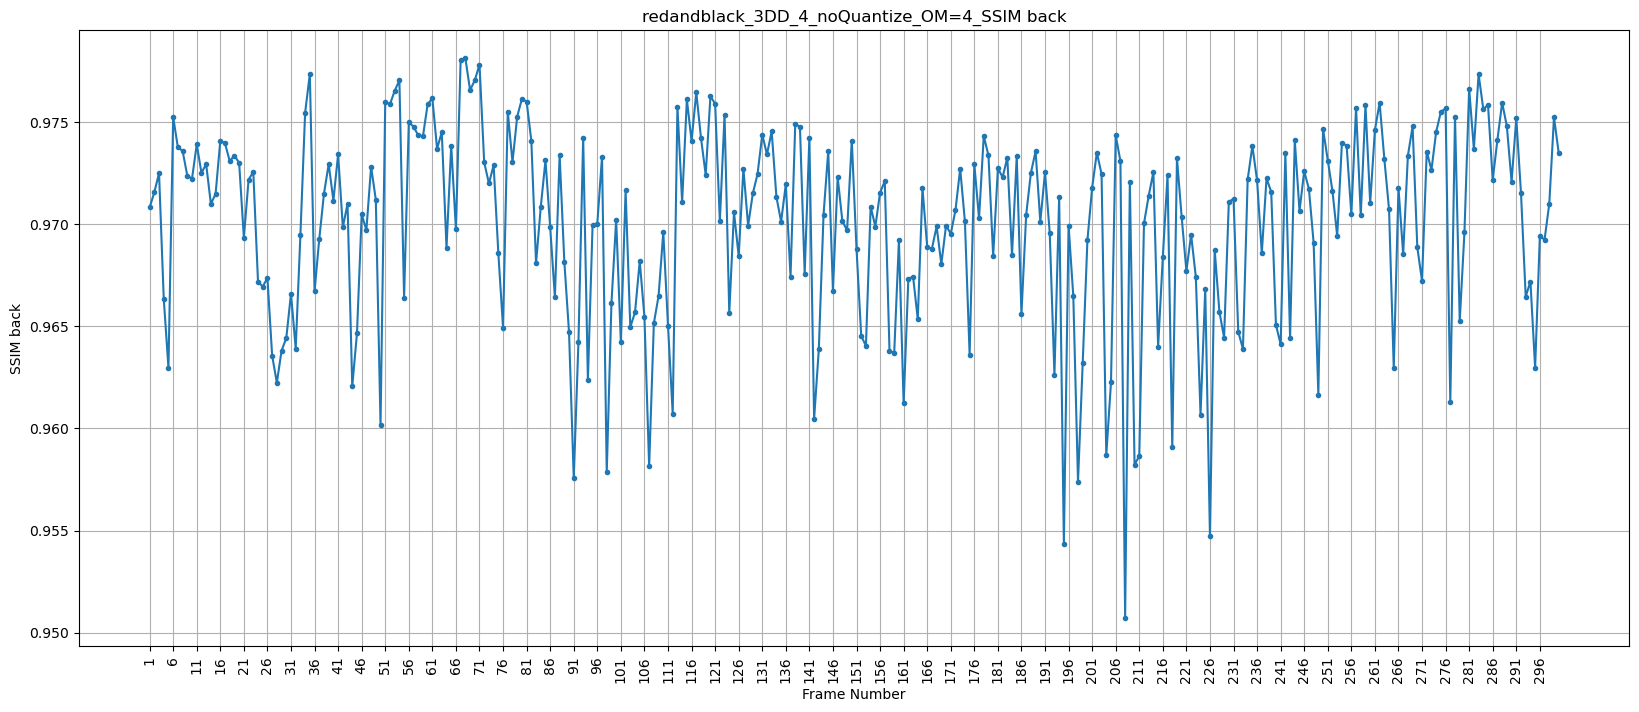 redandblack_3DD_4_noQuantize_OM=4_SSIM back
SSIM back
0.975
0.970
0.965
0.960
0.955
0.950
1 6 11 16 21 26 31 36 41 46 51 56 61 66 71 76 81 86 91 96 101 106 111 116 121 126 131 136 141 146 151 156 161 166 171 176 181 186 191 196 201 206 211 216 221 226 231 236 241 246 251 256 261 266 271 276 281 286 291 296
Frame Number